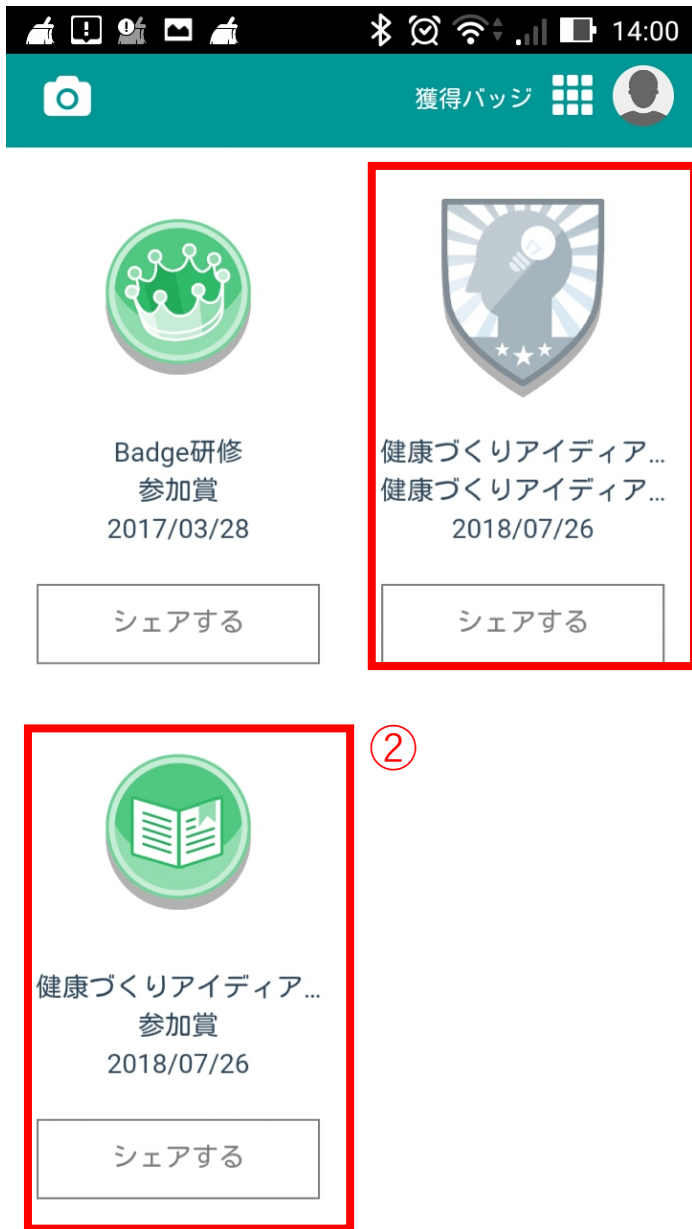 14:00
獲得バッジ
Badge研修
参加賞
2017/03/28
シェアする
健康づくりアイディア...
健康づくりアイディア...
2018/07/26
シェアする
②
健康づくりアイディア...
参加賞
2018/07/26
シェアする